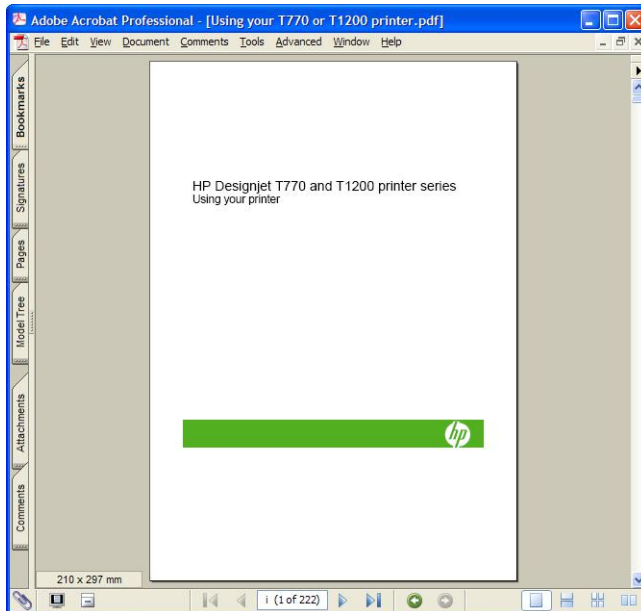 Adobe Acrobat Professional - [Using your T770 or T1200 printer.pdf]
File Edit View Document Comments Tools Advanced Window Help
Bookmarks
Signatures
Pages
Model Tree
Attachments
Comments
HP Designjet T770 and T1200 printer series
Using your printer
hp
210 x 297 mm
i (1 of 222)